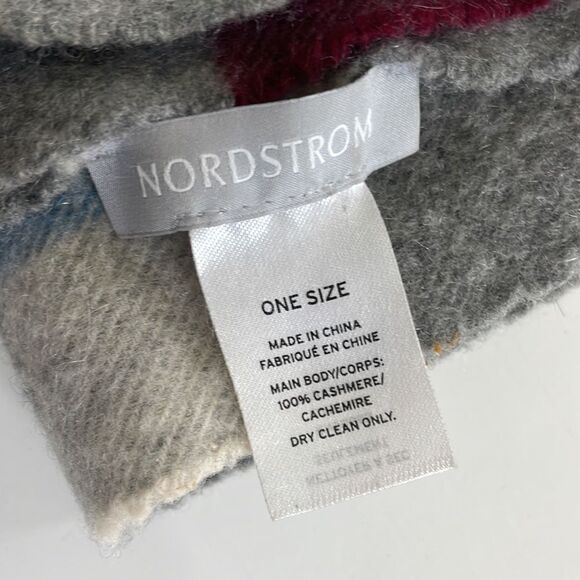 NORDSTROM
ONE SIZE
MADE IN CHINA
FABRIQUÉ EN CHINE
MAIN BODY/CORPS:
100% CASHMERE/
CACHEMIRE
DRY CLEAN ONLY.